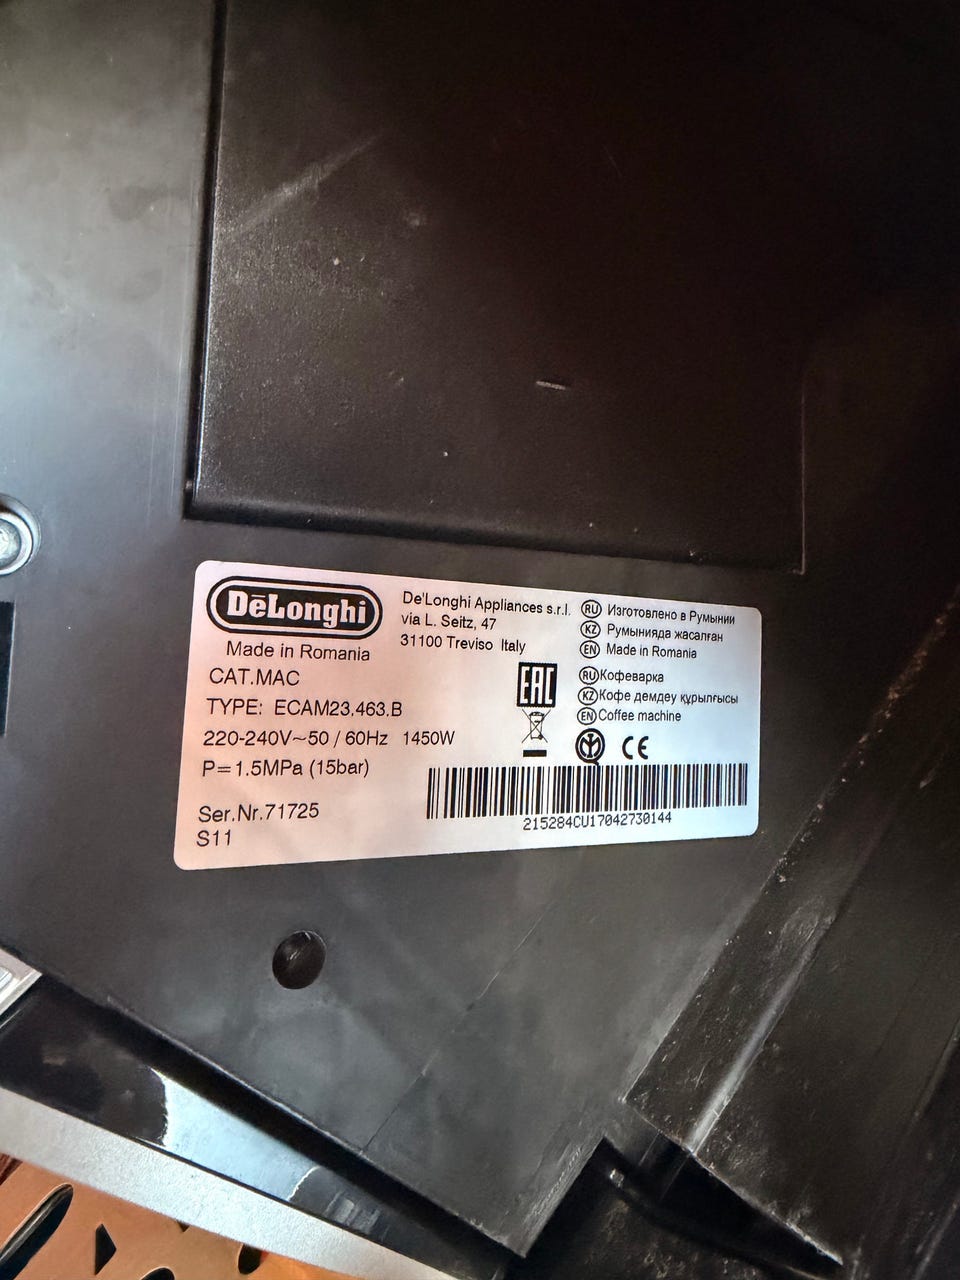 DēLonghi
Made in Romania
CAT.MAC
TYPE: ECAM23.463.B
220-240V~50 / 60Hz 1450W
P=1.5MPa (15bar)
Ser.Nr.71725
S11
De'Longhi Appliances s.r.l.
via L. Seitz, 47
31100 Treviso Italy
EAC
RU Изготовлено в Румынии
KZ Румынияда жасалған
EN Made in Romania
RU Кофеварка
KZ Кофе демдеу құрылғысы
EN Coffee machine
CE
215284CU17042730144